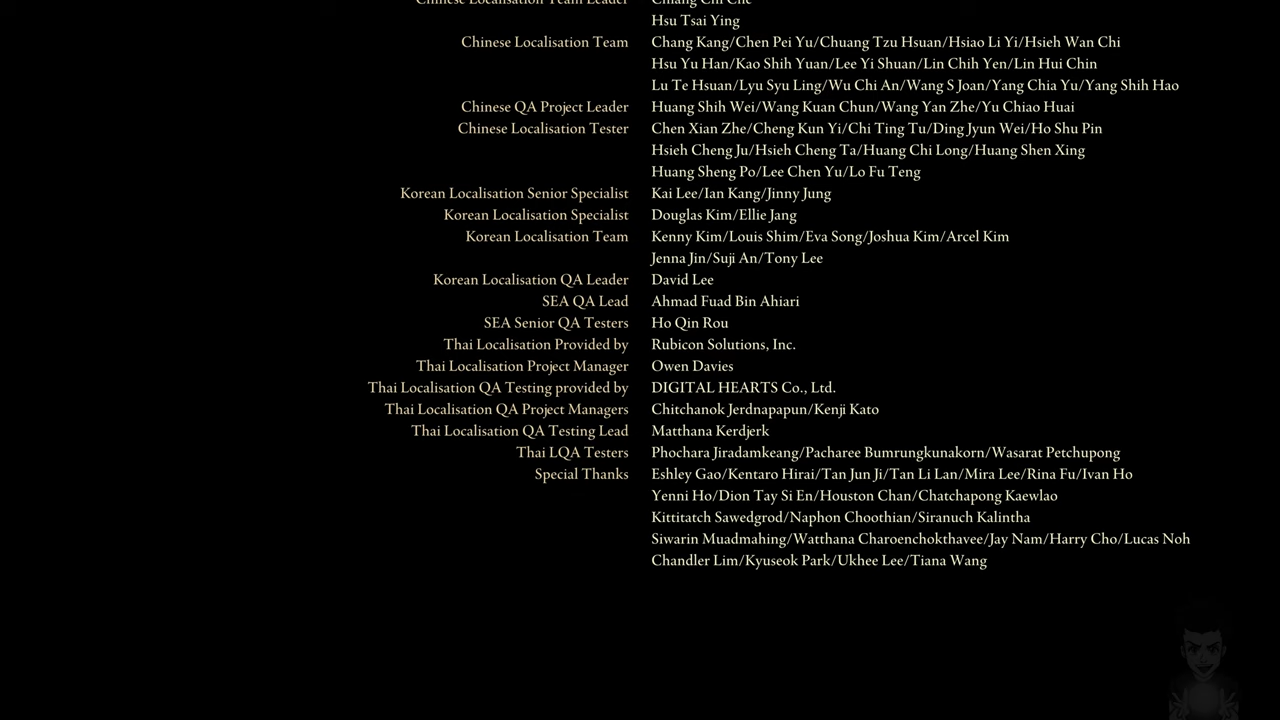 Chinese Localisation Team Leader Chiang Chi Che
Hsu Tsai Ying
Chinese Localisation Team Chang Kang/Chen Pei Yu/Chuang Tzu Hsuan/Hsiao Li Yi/Hsieh Wan Chi
Hsu Yu Han/Kao Shih Yuan/Lee Yi Shuan/Lin Chih Yen/Lin Hui Chin
Lu Te Hsuan/Lyu Syu Ling/Wu Chi An/Wang S Joan/Yang Chia Yu/Yang Shih Hao
Chinese QA Project Leader Huang Shih Wei/Wang Kuan Chun/Wang Yan Zhe/Yu Chiao Huai
Chinese Localisation Tester Chen Xian Zhe/Cheng Kun Yi/Chi Ting Tu/Ding Jyun Wei/Ho Shu Pin
Hsieh Cheng Ju/Hsieh Cheng Ta/Huang Chi Long/Huang Shen Xing
Huang Sheng Po/Lee Chen Yu/Lo Fu Teng
Korean Localisation Senior Specialist Kai Lee/Ian Kang/Jinny Jung
Korean Localisation Specialist Douglas Kim/Ellie Jang
Korean Localisation Team Kenny Kim/Louis Shim/Eva Song/Joshua Kim/Arcel Kim
Jenna Jin/Suji An/Tony Lee
Korean Localisation QA Leader David Lee
SEA QA Lead Ahmad Fuad Bin Ahiari
SEA Senior QA Testers Ho Qin Rou
Thai Localisation Provided by Rubicon Solutions, Inc.
Thai Localisation Project Manager Owen Davies
Thai Localisation QA Testing provided by DIGITAL HEARTS Co., Ltd.
Thai Localisation QA Project Managers Chitchanok Jerdnapapun/Kenji Kato
Thai Localisation QA Testing Lead Matthana Kerdjerk
Thai LQA Testers Phochara Jiradamkeang/Pacharee Bumrungkunakorn/Wasarat Petchupong
Special Thanks Eshley Gao/Kentaro Hirai/Tan Jun Ji/Tan Li Lan/Mira Lee/Rina Fu/Ivan Ho
Yenni Ho/Dion Tay Si En/Houston Chan/Chatchapong Kaewlao
Kittitatch Sawedgrod/Naphon Choothian/Siranuch Kalintha
Siwarin Muadmahing/Watthana Charoenchokthavee/Jay Nam/Harry Cho/Lucas Noh
Chandler Lim/Kyuseok Park/Ukhee Lee/Tiana Wang